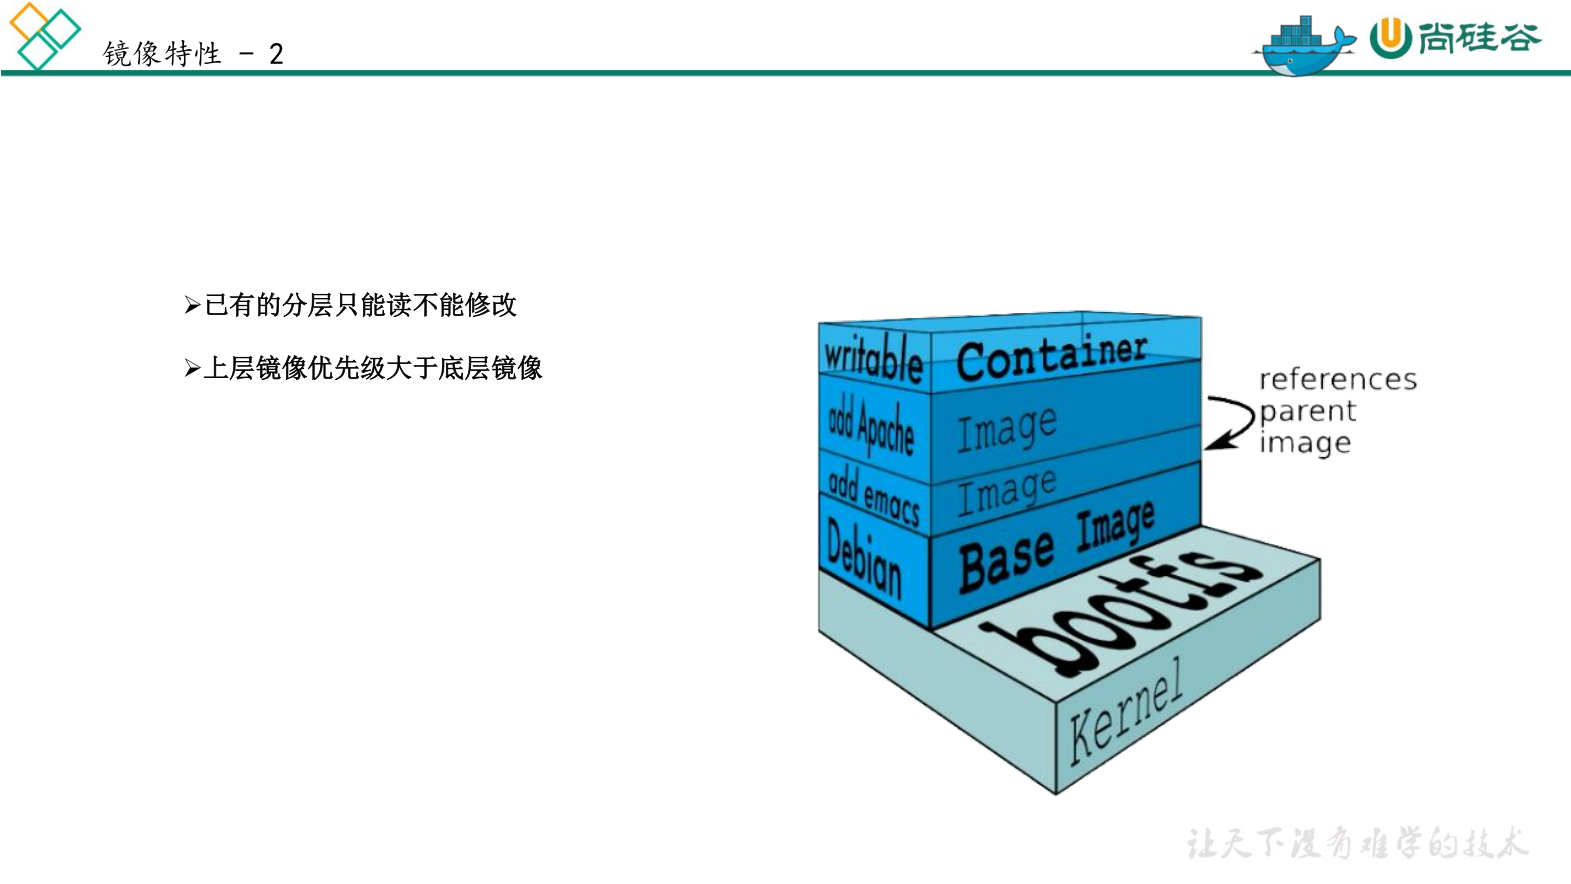 镜像特性 - 2
尚硅谷
➢已有的分层只能读不能修改
➢上层镜像优先级大于底层镜像
writable Container
add Apache Image
add emacs Image
Debian Base Image
bootfs
Kernel
references
parent
image
让天下没有难学的技术